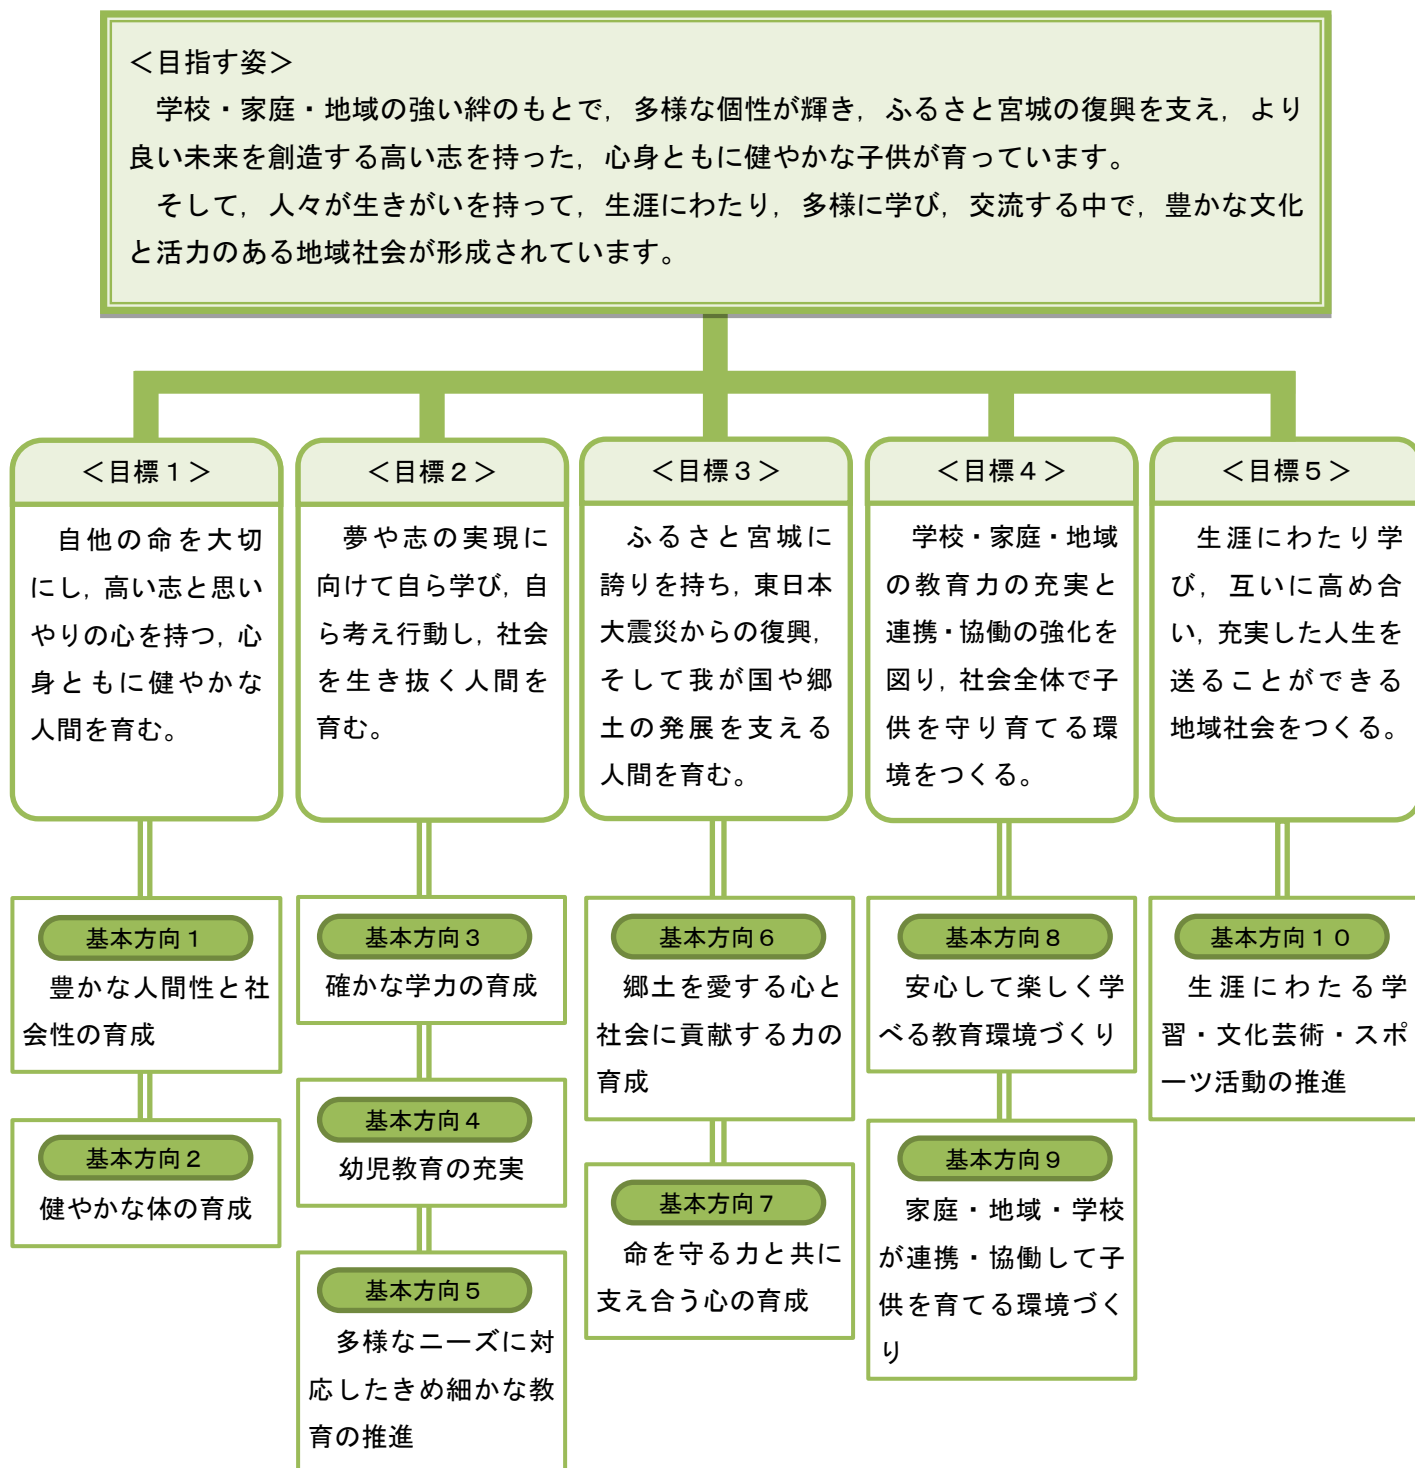 ＜目指す姿＞
学校・家庭・地域の強い絆のもとで，多様な個性が輝き，ふるさと宮城の復興を支え，より
良い未来を創造する高い志を持った，心身ともに健やかな子供が育っています。
そして，人々が生きがいを持って，生涯にわたり，多様に学び，交流する中で，豊かな文化
と活力のある地域社会が形成されています。
＜目標１＞
自他の命を大切
にし，高い志と思い
やりの心を持つ，心
身ともに健やかな
人間を育む。
＜目標２＞
夢や志の実現に
向けて自ら学び，自
ら考え行動し，社会
を生き抜く人間を
育む。
＜目標３＞
ふるさと宮城に
誇りを持ち，東日本
大震災からの復興，
そして我が国や郷
土の発展を支える
人間を育む。
＜目標４＞
学校・家庭・地域
の教育力の充実と
連携・協働の強化を
図り，社会全体で子
供を守り育てる環
境をつくる。
＜目標５＞
生涯にわたり学
び，互いに高め合
い，充実した人生を
送ることができる
地域社会をつくる。
基本方向１
豊かな人間性と社
会性の育成
基本方向２
健やかな体の育成
基本方向３
確かな学力の育成
基本方向４
幼児教育の充実
基本方向５
多様なニーズに対
応したきめ細かな教
育の推進
基本方向６
郷土を愛する心と
社会に貢献する力の
育成
基本方向７
命を守る力と共に
支え合う心の育成
基本方向８
安心して楽しく学
べる教育環境づくり
基本方向９
家庭・地域・学校
が連携・協働して子
供を育てる環境づく
り
基本方向１０
生涯にわたる学
習・文化芸術・スポ
ーツ活動の推進